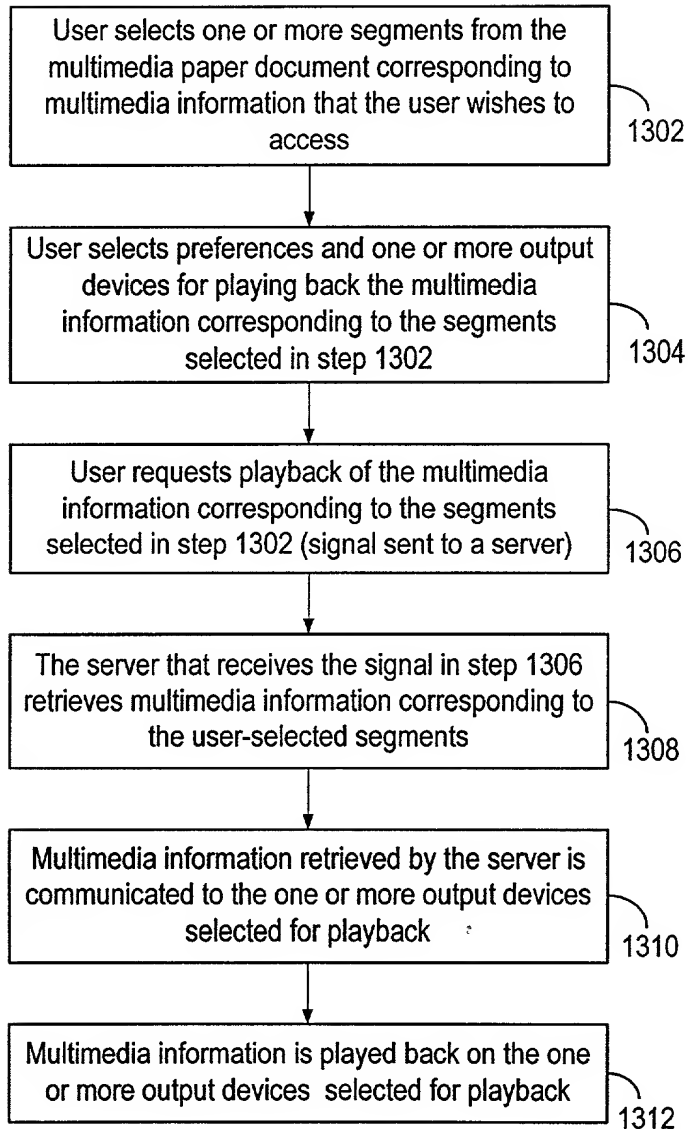 User selects one or more segments from the
multimedia paper document corresponding to
multimedia information that the user wishes to
access
1302
User selects preferences and one or more output
devices for playing back the multimedia
information corresponding to the segments
selected in step 1302
1304
User requests playback of the multimedia
information corresponding to the segments
selected in step 1302 (signal sent to a server)
1306
The server that receives the signal in step 1306
retrieves multimedia information corresponding to
the user-selected segments
1308
Multimedia information retrieved by the server is
communicated to the one or more output devices
selected for playback
1310
Multimedia information is played back on the one
or more output devices selected for playback
1312